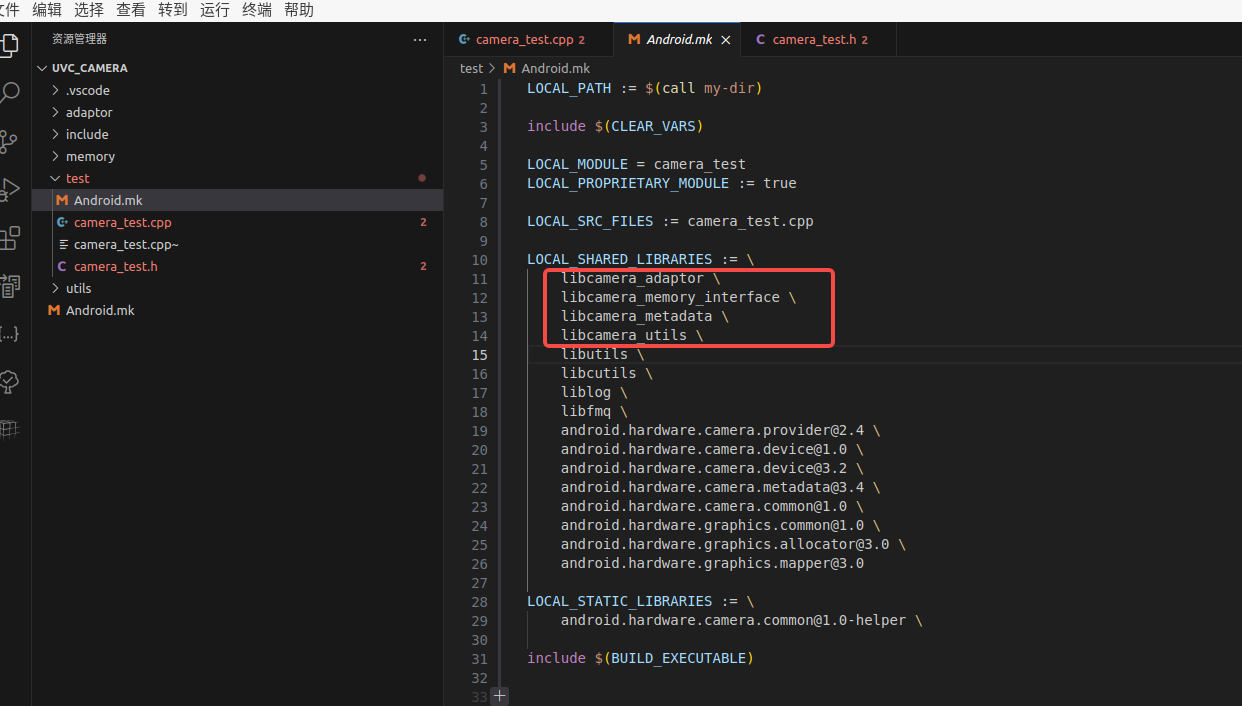 文件 编辑 选择 查看 转到 运行 终端 帮助
资源管理器 ...
UVC_CAMERA
.vscode
adaptor
include
memory
test
Android.mk
camera_test.cpp 2
camera_test.cpp~
camera_test.h 2
utils
Android.mk
camera_test.cpp 2 Android.mk camera_test.h 2
test > Android.mk
1 LOCAL_PATH := $(call my-dir)
2
3 include $(CLEAR_VARS)
4
5 LOCAL_MODULE = camera_test
6 LOCAL_PROPRIETARY_MODULE := true
7
8 LOCAL_SRC_FILES := camera_test.cpp
9
10 LOCAL_SHARED_LIBRARIES := \
11 libcamera_adaptor \
12 libcamera_memory_interface \
13 libcamera_metadata \
14 libcamera_utils \
15 libutils \
16 libcutils \
17 liblog \
18 libfmq \
19 android.hardware.camera.provider@2.4 \
20 android.hardware.camera.device@1.0 \
21 android.hardware.camera.device@3.2 \
22 android.hardware.camera.metadata@3.4 \
23 android.hardware.camera.common@1.0 \
24 android.hardware.graphics.common@1.0 \
25 android.hardware.graphics.allocator@3.0 \
26 android.hardware.graphics.mapper@3.0
27
28 LOCAL_STATIC_LIBRARIES := \
29 android.hardware.camera.common@1.0-helper \
30
31 include $(BUILD_EXECUTABLE)
32
33